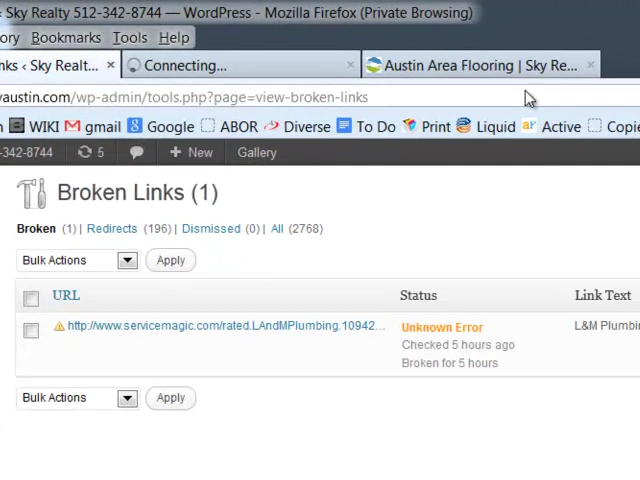 ‹ Sky Realty 512-342-8744 — WordPress - Mozilla Firefox (Private Browsing)
ory Bookmarks Tools Help
nks ‹ Sky Realt... × Connecting... × Austin Area Flooring | Sky Re... ×
yaustin.com/wp-admin/tools.php?page=view-broken-links
n WIKI gmail Google ABOR Diverse To Do Print Liquid ar Active Copie
-342-8744 5 + New Gallery
Broken Links (1)
Broken (1) | Redirects (196) | Dismissed (0) | All (2768)
Bulk Actions Apply
URL Status Link Text
http://www.servicemagic.com/rated.LAndMPlumbing.10942... Unknown Error L&M Plumbin
Checked 5 hours ago
Broken for 5 hours
Bulk Actions Apply